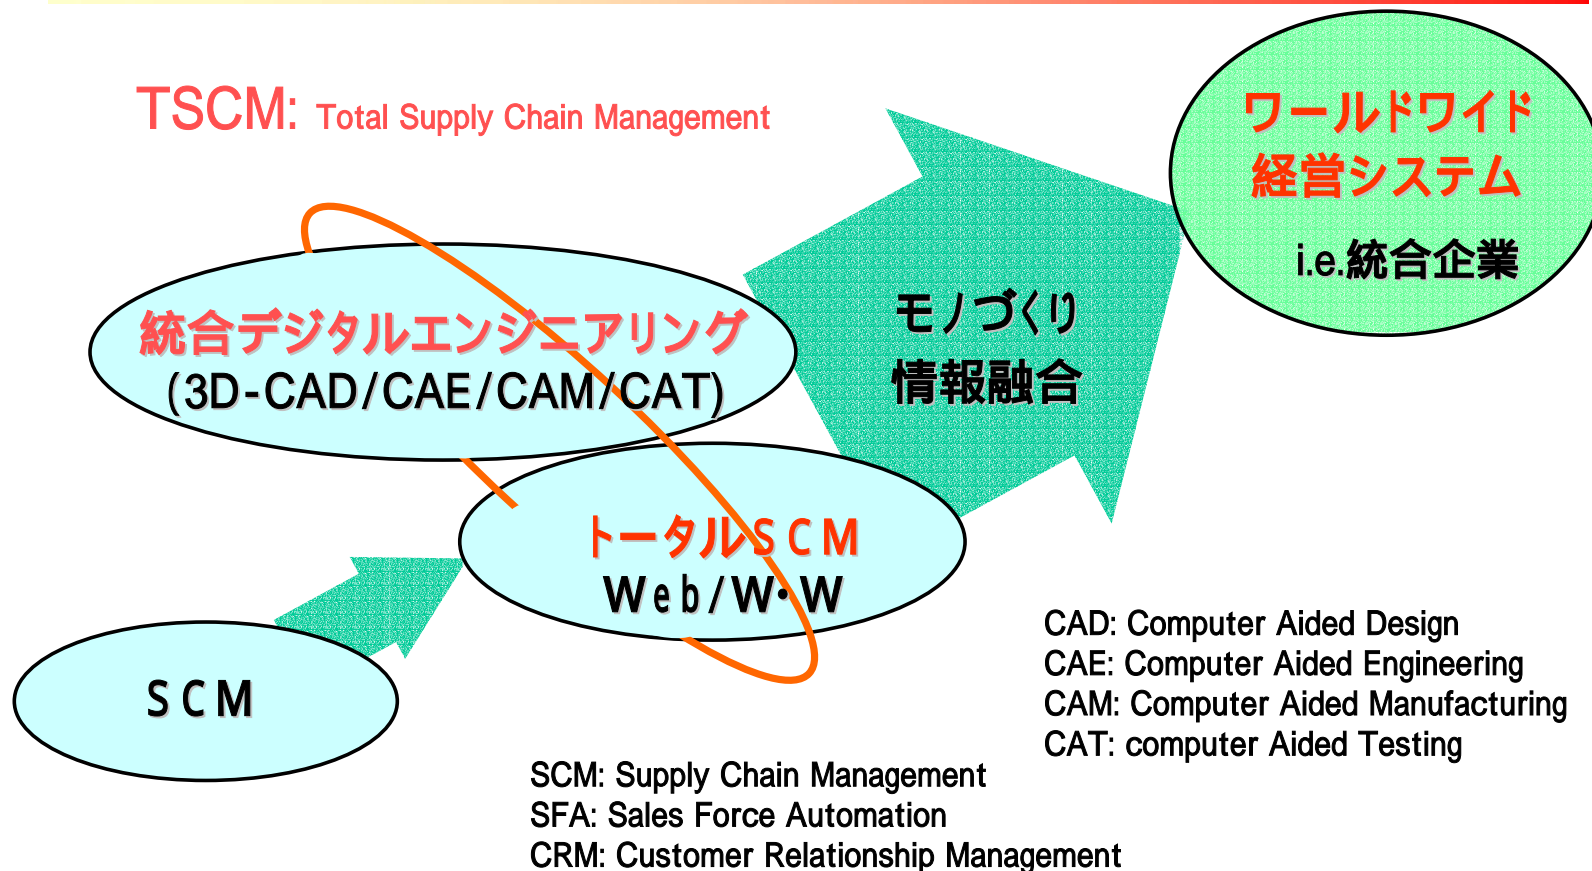 TSCM: Total Supply Chain Management
ワールドワイド
経営システム
i.e.統合企業
統合デジタルエンジニアリング
(3D-CAD/CAE/CAM/CAT)
モノづくり
情報融合
トータルSCM
Web/W・W
SCM
CAD: Computer Aided Design
CAE: Computer Aided Engineering
CAM: Computer Aided Manufacturing
CAT: computer Aided Testing
SCM: Supply Chain Management
SFA: Sales Force Automation
CRM: Customer Relationship Management